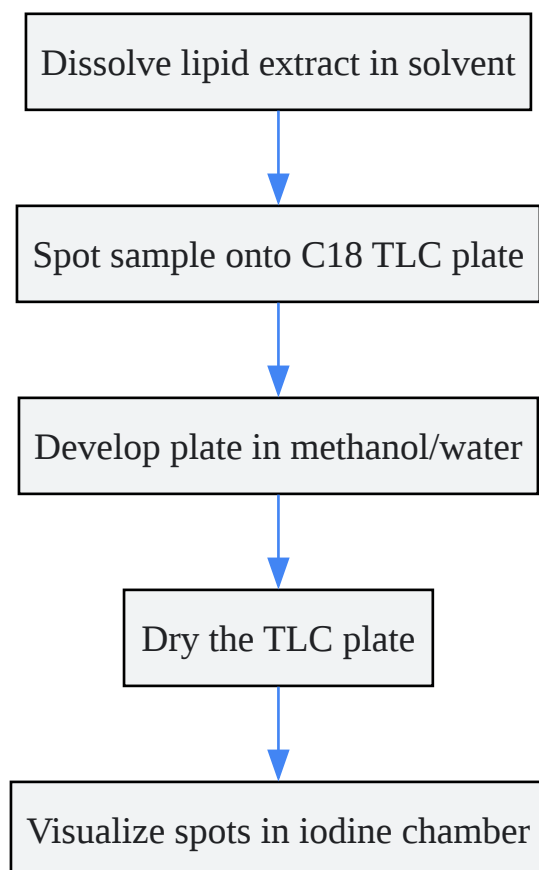 Dissolve lipid extract in solvent
Spot sample onto C18 TLC plate
Develop plate in methanol/water
Dry the TLC plate
Visualize spots in iodine chamber